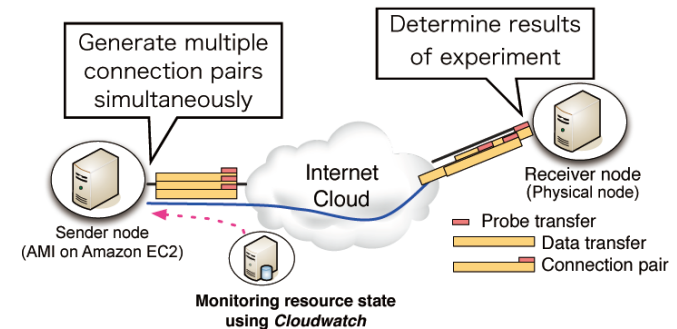 Generate multiple
connection pairs
simultaneously
Determine results
of experiment
Internet
Cloud
Sender node
(AMI on Amazon EC2)
Receiver node
(Physical node)
Probe transfer
Data transfer
Connection pair
Monitoring resource state
using Cloudwatch